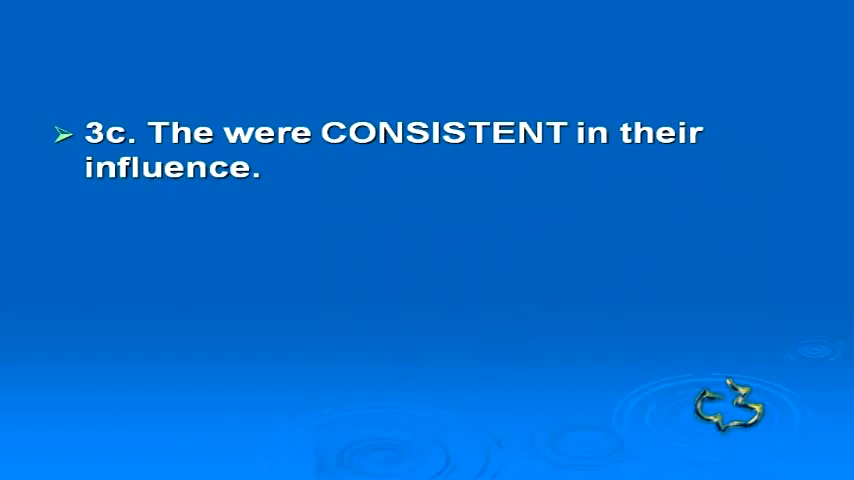 3c. The were CONSISTENT in their
influence.